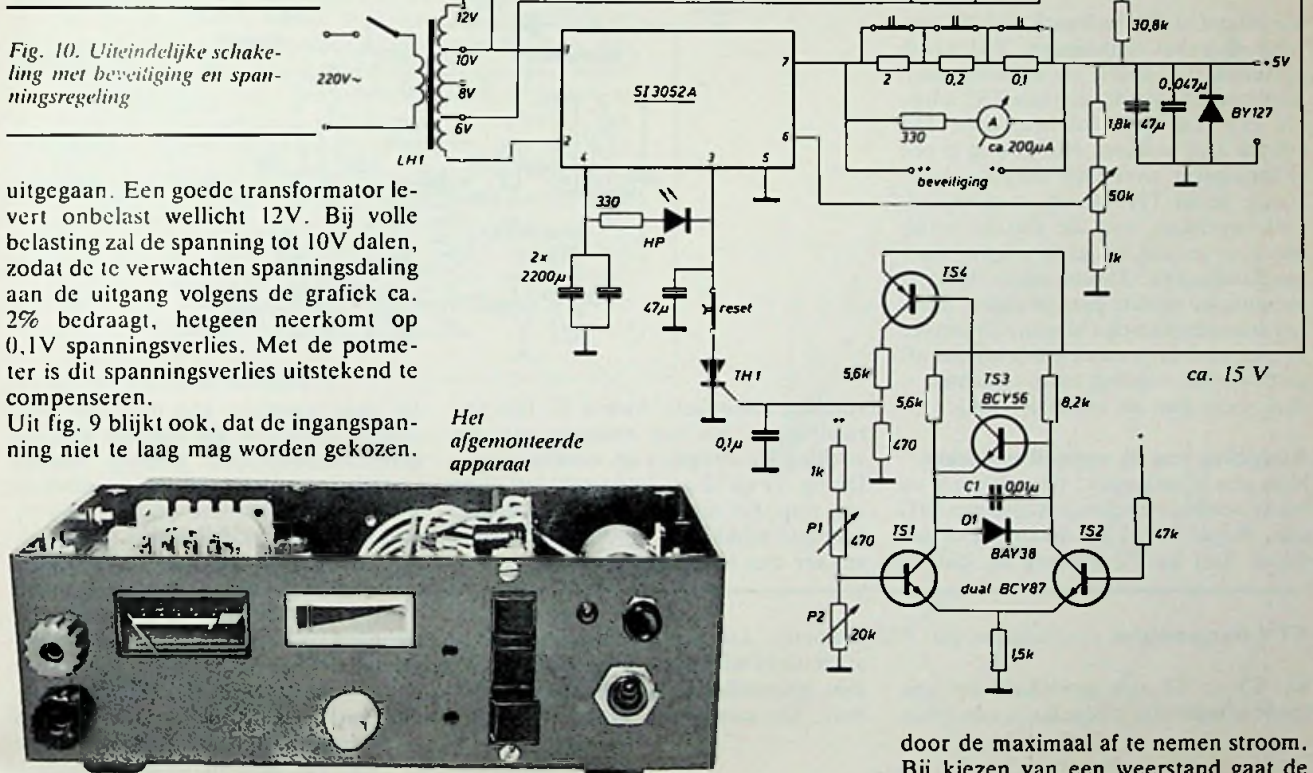 Fig. 10. Uiteindelijke schake-
ling met beveiliging en span-
ningsregeling
uitgegaan. Een goede transformator le-
vert onbelast wellicht 12V. Bij volle
belasting zal de spanning tot 10V dalen,
zodat de te verwachten spanningsdaling
aan de uitgang volgens de grafiek ca.
2% bedraagt, hetgeen neerkomt op
0,1V spanningsverlies. Met de potme-
ter is dit spanningsverlies uitstekend te
compenseren.
Uit fig. 9 blijkt ook, dat de ingangspan-
ning niet te laag mag worden gekozen.
Het
afgemonteerde
apparaat
door de maximaal af te nemen stroom.
Bij kiezen van een weerstand gaat de
220V~
12V
10V
8V
6V
LH1
SI3052A
2
4
3
5
7
6
330
HP
2x
2200µ
47µ
reset
TH1
0,1µ
2
0,2
0,1
330
A
ca 200µA
++
++
beveiliging
30,8k
+5V
1,8k
47µ
0,047µ
BY127
50k
1k
TS4
5,6k
470
5,6k
TS3
BCY56
8,2k
ca. 15 V
C1
0,01µ
D1
BAY38
TS1
TS2
dual BCY87
1,5k
47k
+
++
1k
P1
470
P2
20k